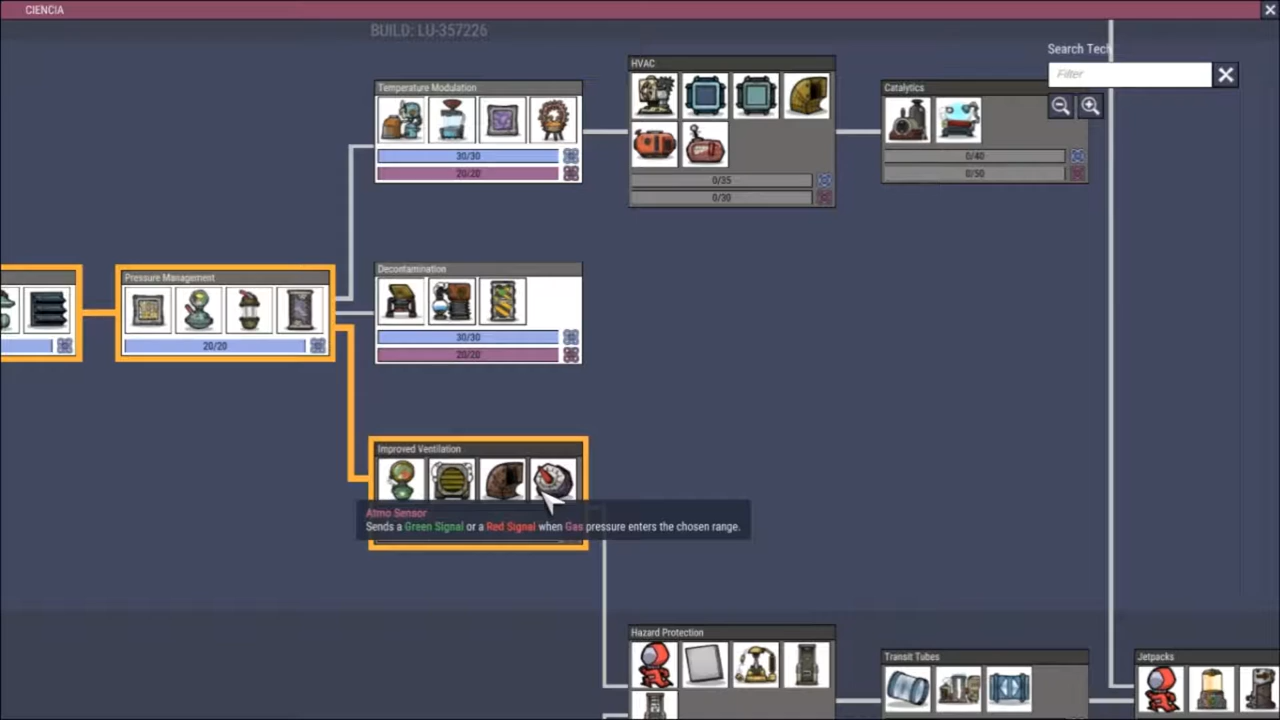 CIENCIA
BUILD: LU-357226
Search Tech
Filter
Temperature Modulation
30/30
20/20
HVAC
0/35
0/30
Catalytics
0/40
0/50
Pressure Management
20/20
Decontamination
30/30
20/20
Improved Ventilation
Atmo Sensor
Sends a Green Signal or a Red Signal when Gas pressure enters the chosen range.
Hazard Protection
Transit Tubes
Jetpacks